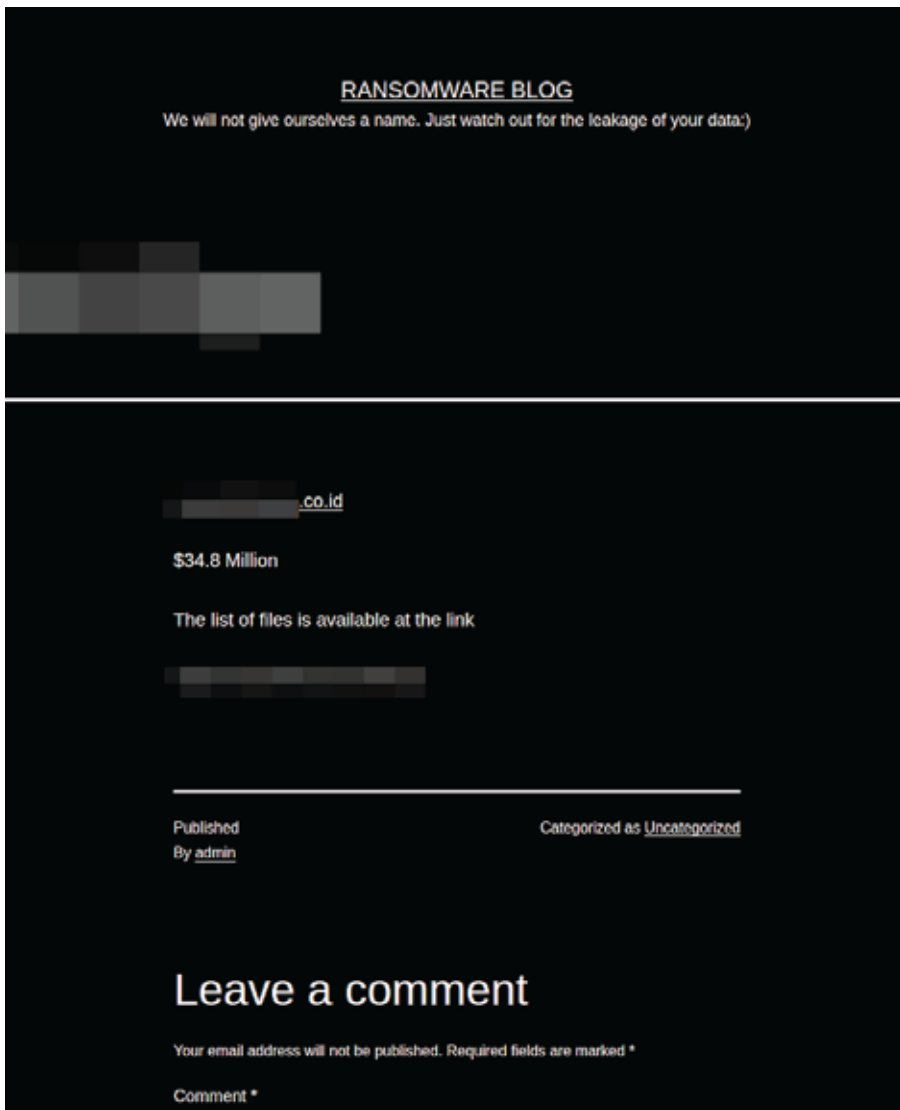 RANSOMWARE BLOG
We will not give ourselves a name. Just watch out for the leakage of your data:)
.co.id
$34.8 Million
The list of files is available at the link
Published
By admin
Categorized as Uncategorized
Leave a comment
Your email address will not be published. Required fields are marked *
Comment *